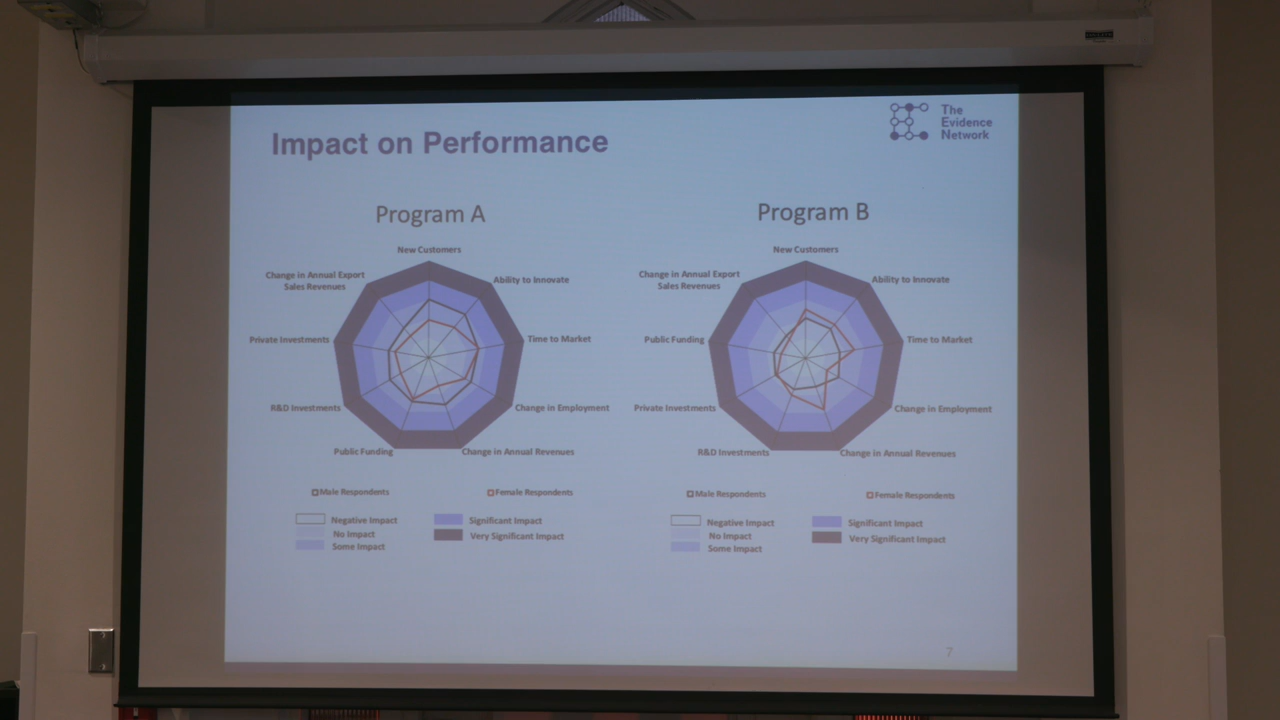 The
Evidence
Network
Impact on Performance
Program A
New Customers
Change in Annual Export
Sales Revenues
Ability to Innovate
Private Investments
Time to Market
R&D Investments
Change in Employment
Public Funding
Change in Annual Revenues
Male Respondents
Female Respondents
Negative Impact
Significant Impact
No Impact
Very Significant Impact
Some Impact
Program B
New Customers
Change in Annual Export
Sales Revenues
Ability to Innovate
Public Funding
Time to Market
Private Investments
Change in Employment
R&D Investments
Change in Annual Revenues
Male Respondents
Female Respondents
Negative Impact
Significant Impact
No Impact
Very Significant Impact
Some Impact
7